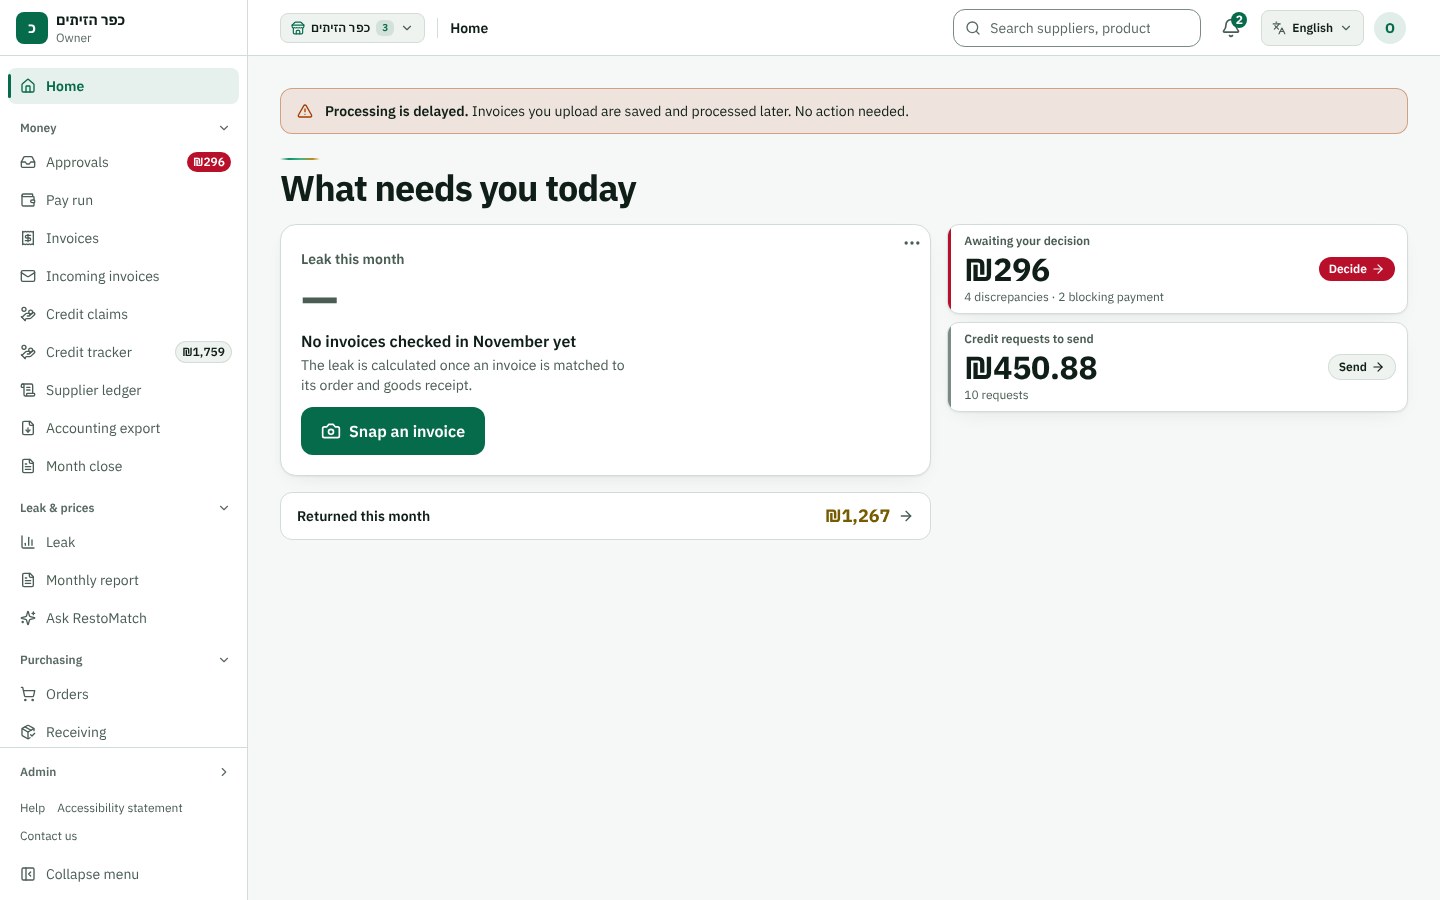 כ
כפר הזיתים
Owner
כפר הזיתים 3
Home
Search suppliers, product
2
English
O
Home
Money
Approvals ₪296
Pay run
Invoices
Incoming invoices
Credit claims
Credit tracker ₪1,759
Supplier ledger
Accounting export
Month close
Leak & prices
Leak
Monthly report
Ask RestoMatch
Purchasing
Orders
Receiving
Admin
Help Accessibility statement
Contact us
Collapse menu
Processing is delayed. Invoices you upload are saved and processed later. No action needed.
What needs you today
Leak this month
—
No invoices checked in November yet
The leak is calculated once an invoice is matched to
its order and goods receipt.
Snap an invoice
Returned this month ₪1,267
Awaiting your decision
₪296
Decide
4 discrepancies · 2 blocking payment
Credit requests to send
₪450.88
Send
10 requests